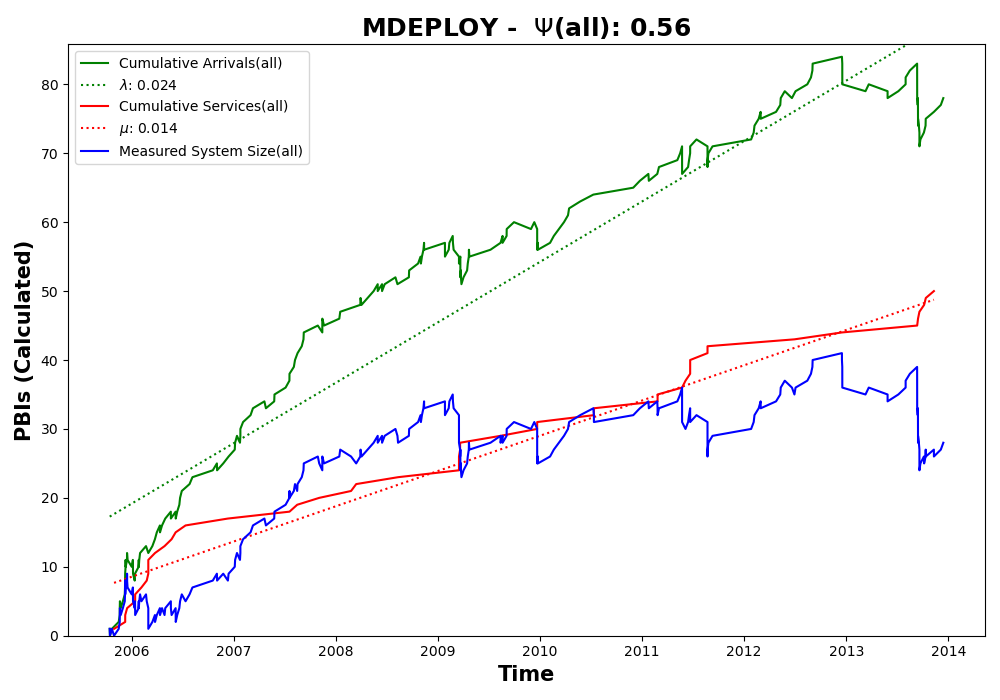 MDEPLOY - Ψ(all): 0.56
Cumulative Arrivals(all)
λ: 0.024
Cumulative Services(all)
μ: 0.014
Measured System Size(all)
PBIs (Calculated)
80
70
60
50
40
30
20
10
0
2006 2007 2008 2009 2010 2011 2012 2013 2014
Time